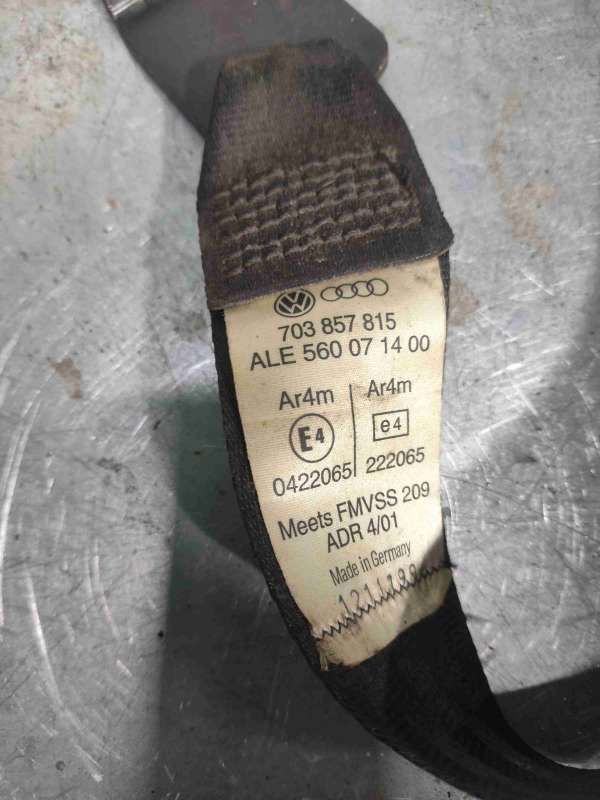 703 857 815
ALE 560 07 14 00
Ar4m Ar4m
E4 e4
0422065 222065
Meets FMVSS 209
ADR 4/01
Made in Germany